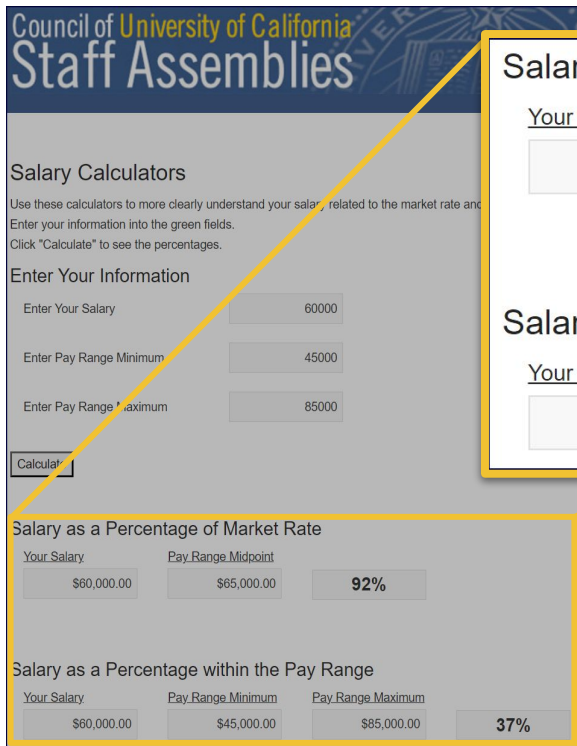 Council of University of California
Staff Assemblies
Salary Calculators
Use these calculators to more clearly understand your salary related to the market rate and
Enter your information into the green fields.
Click "Calculate" to see the percentages.
Enter Your Information
Enter Your Salary 60000
Enter Pay Range Minimum 45000
Enter Pay Range Maximum 85000
Calculate
Salary as a Percentage of Market Rate
Your Salary Pay Range Midpoint
$60,000.00 $65,000.00 92%
Salary as a Percentage within the Pay Range
Your Salary Pay Range Minimum Pay Range Maximum
$60,000.00 $45,000.00 $85,000.00 37%
Salar
Your
Salar
Your